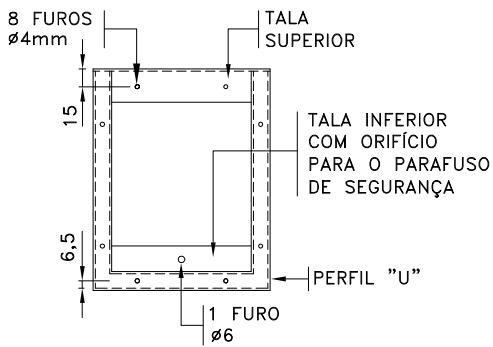 8 FUROS
ø4mm
TALA
SUPERIOR
15
TALA INFERIOR
COM ORIFÍCIO
PARA O PARAFUSO
DE SEGURANÇA
6,5
PERFIL "U"
1 FURO
ø6